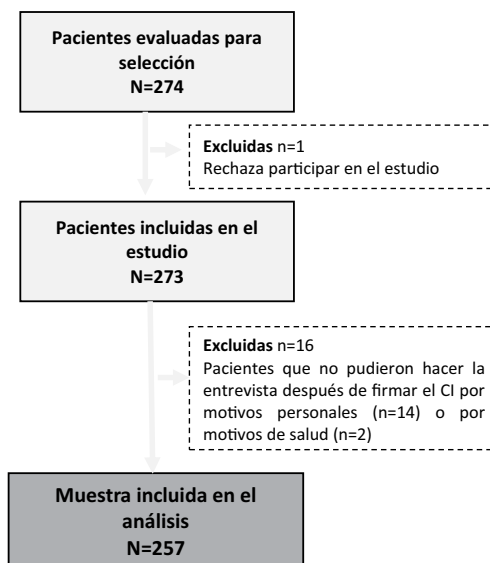 Pacientes evaluadas para
selección
N=274
Excluidas n=1
Rechaza participar en el estudio
Pacientes incluidas en el
estudio
N=273
Excluidas n=16
Pacientes que no pudieron hacer la
entrevista después de firmar el CI por
motivos personales (n=14) o por
motivos de salud (n=2)
Muestra incluida en el
análisis
N=257